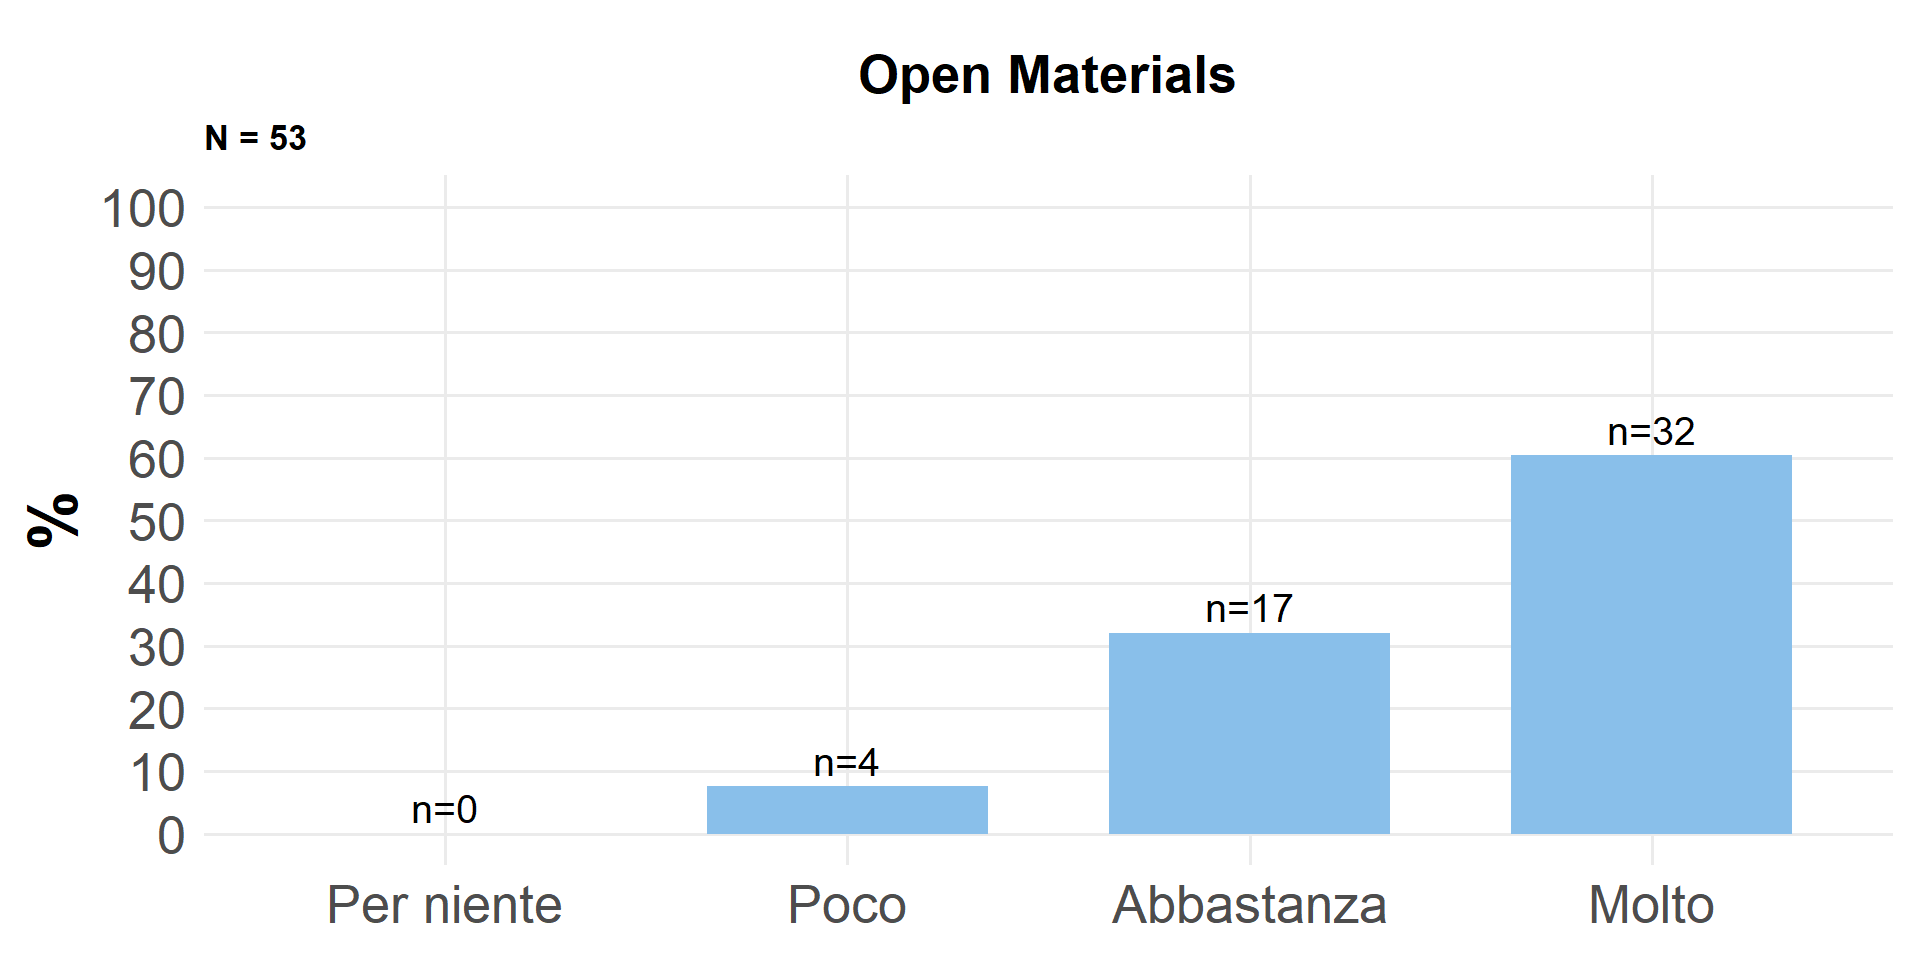 Open Materials
N = 53
100
90
80
70
60
50
40
30
20
10
0
%
n=0
n=4
n=17
n=32
Per niente
Poco
Abbastanza
Molto